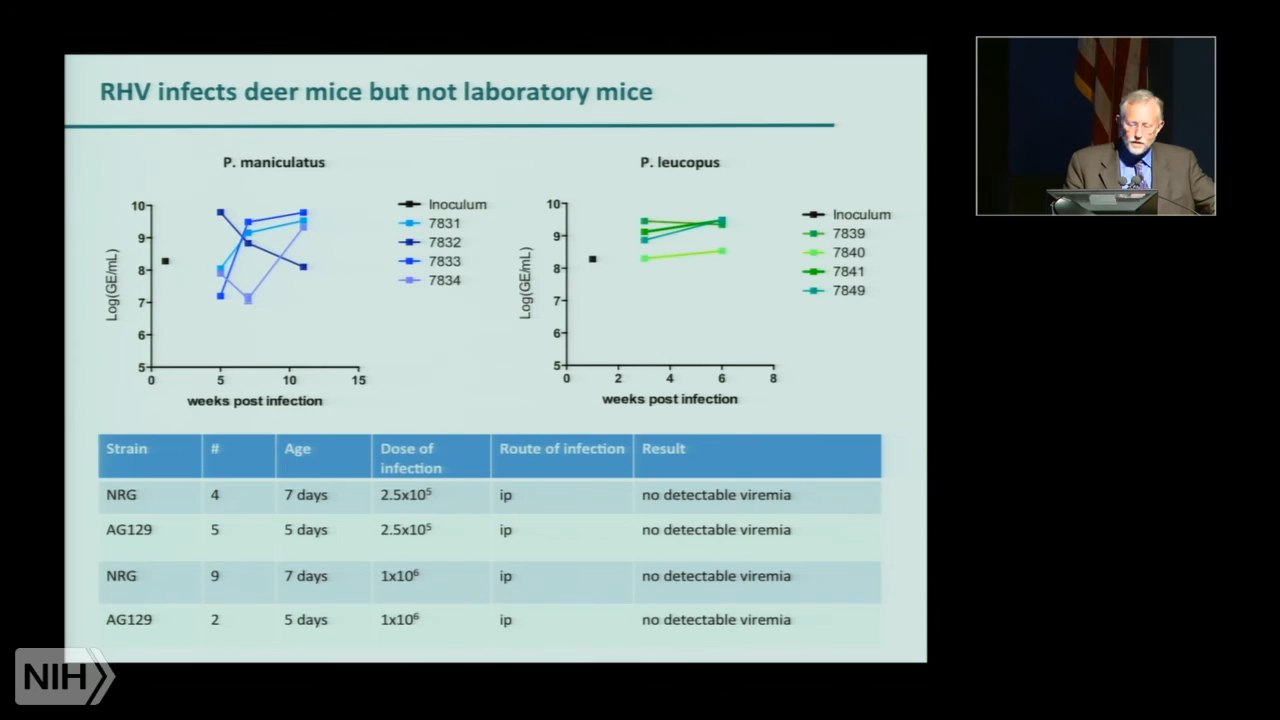 RHV infects deer mice but not laboratory mice
P. maniculatus
10
9
8
7
6
5
Log(GE/mL)
0 5 10 15
weeks post infection
Inoculum
7831
7832
7833
7834
P. leucopus
10
9
8
7
6
5
Log(GE/mL)
0 2 4 6 8
weeks post infection
Inoculum
7839
7840
7841
7849
Strain # Age Dose of infection Route of infection Result
NRG 4 7 days 2.5x10⁵ ip no detectable viremia
AG129 5 5 days 2.5x10⁵ ip no detectable viremia
NRG 9 7 days 1x10⁶ ip no detectable viremia
AG129 2 5 days 1x10⁶ ip no detectable viremia
NIH